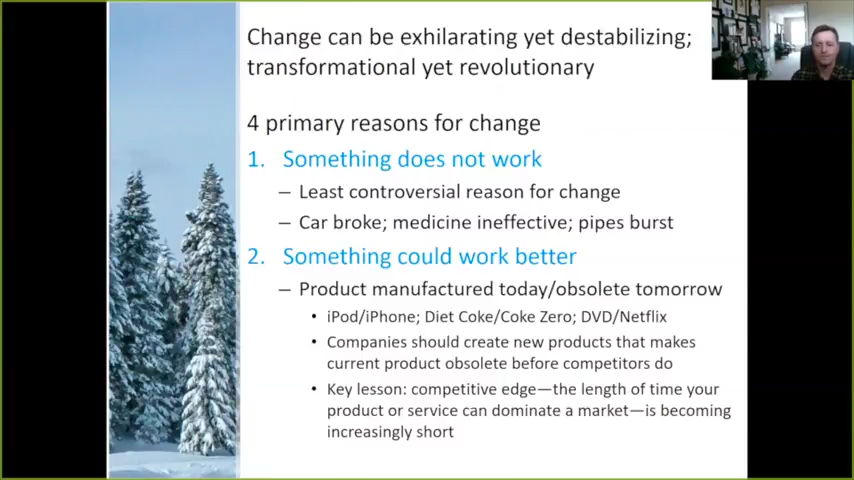 Change can be exhilarating yet destabilizing;
transformational yet revolutionary
4 primary reasons for change
1. Something does not work
– Least controversial reason for change
– Car broke; medicine ineffective; pipes burst
2. Something could work better
– Product manufactured today/obsolete tomorrow
• iPod/iPhone; Diet Coke/Coke Zero; DVD/Netflix
• Companies should create new products that makes
current product obsolete before competitors do
• Key lesson: competitive edge—the length of time your
product or service can dominate a market—is becoming
increasingly short